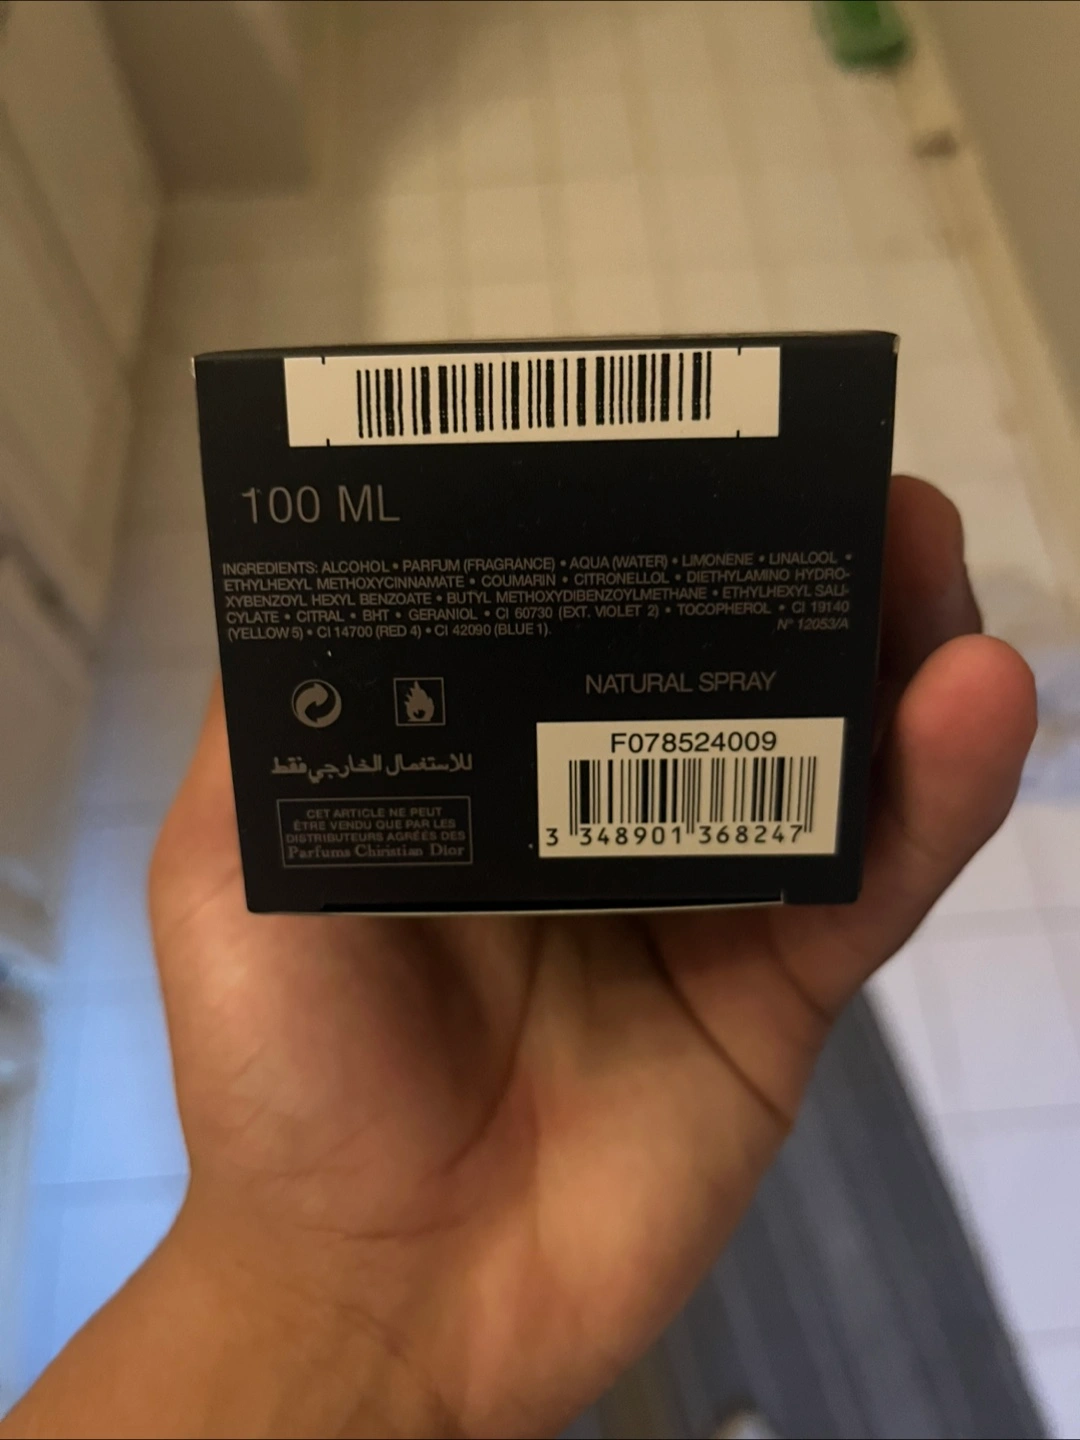 100 ML
INGREDIENTS: ALCOHOL • PARFUM (FRAGRANCE) • AQUA (WATER) • LIMONENE • LINALOOL •
ETHYLHEXYL METHOXYCINNAMATE • COUMARIN • CITRONELLOL • DIETHYLAMINO HYDRO-
XYBENZOYL HEXYL BENZOATE • BUTYL METHOXYDIBENZOYLMETHANE • ETHYLHEXYL SALI-
CYLATE • CITRAL • BHT • GERANIOL • CI 60730 (EXT. VIOLET 2) • TOCOPHEROL • CI 19140
(YELLOW 5) • CI 14700 (RED 4) • CI 42090 (BLUE 1). N° 12053/A
NATURAL SPRAY
للاستعمال الخارجي فقط
CET ARTICLE NE PEUT
ÊTRE VENDU QUE PAR LES
DISTRIBUTEURS AGRÉÉS DES
Parfums Christian Dior
F078524009
3 348901 368247